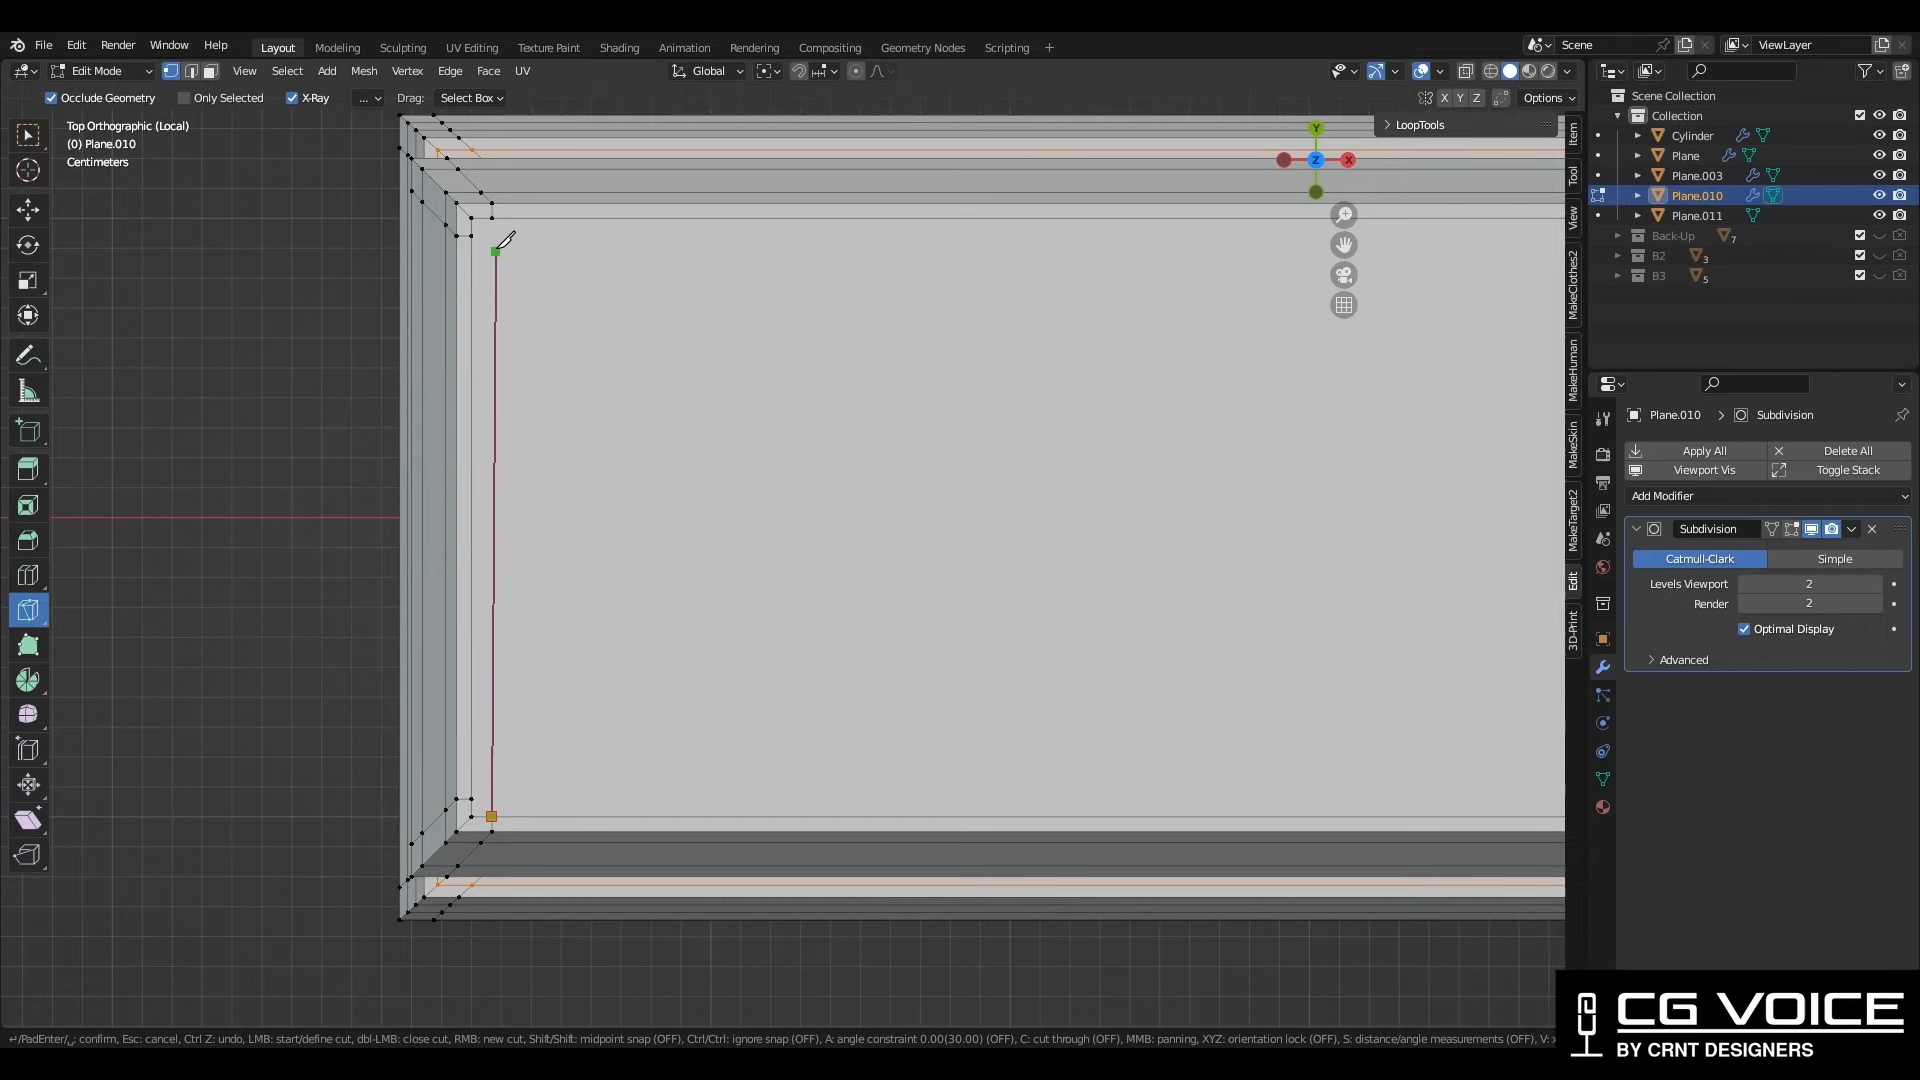 File Edit Render Window Help Layout Modeling Sculpting UV Editing Texture Paint Shading Animation Rendering Compositing Geometry Nodes Scripting + Scene ViewLayer
Edit Mode View Select Add Mesh Vertex Edge Face UV Global
Occlude Geometry Only Selected X-Ray ... Drag: Select Box X Y Z Options
Top Orthographic (Local)
(0) Plane.010
Centimeters
LoopTools
Y
Z
X
Item
Tool
View
MakeClothes2
MakeHuman
MakeSkin
MakeTarget2
Edit
3D-Print
Scene Collection
Collection
Cylinder
Plane
Plane.003
Plane.010
Plane.011
Back-Up 7
B2 3
B3 5
Plane.010 > Subdivision
Apply All Delete All
Viewport Vis Toggle Stack
Add Modifier
Subdivision
Catmull-Clark Simple
Levels Viewport 2
Render 2
Optimal Display
Advanced
CG VOICE
BY CRNT DESIGNERS
: confirm, Esc: cancel, Ctrl Z: undo, LMB: start/define cut, dbl-LMB: close cut, RMB: new cut, Shift/Shift: midpoint snap (OFF), Ctrl/Ctrl: ignore snap (OFF), A: angle constraint 0.00(30.00) (OFF), C: cut through (OFF), MMB: panning, XYZ: orientation lock (OFF), S: distance/angle measurements (OFF), V: